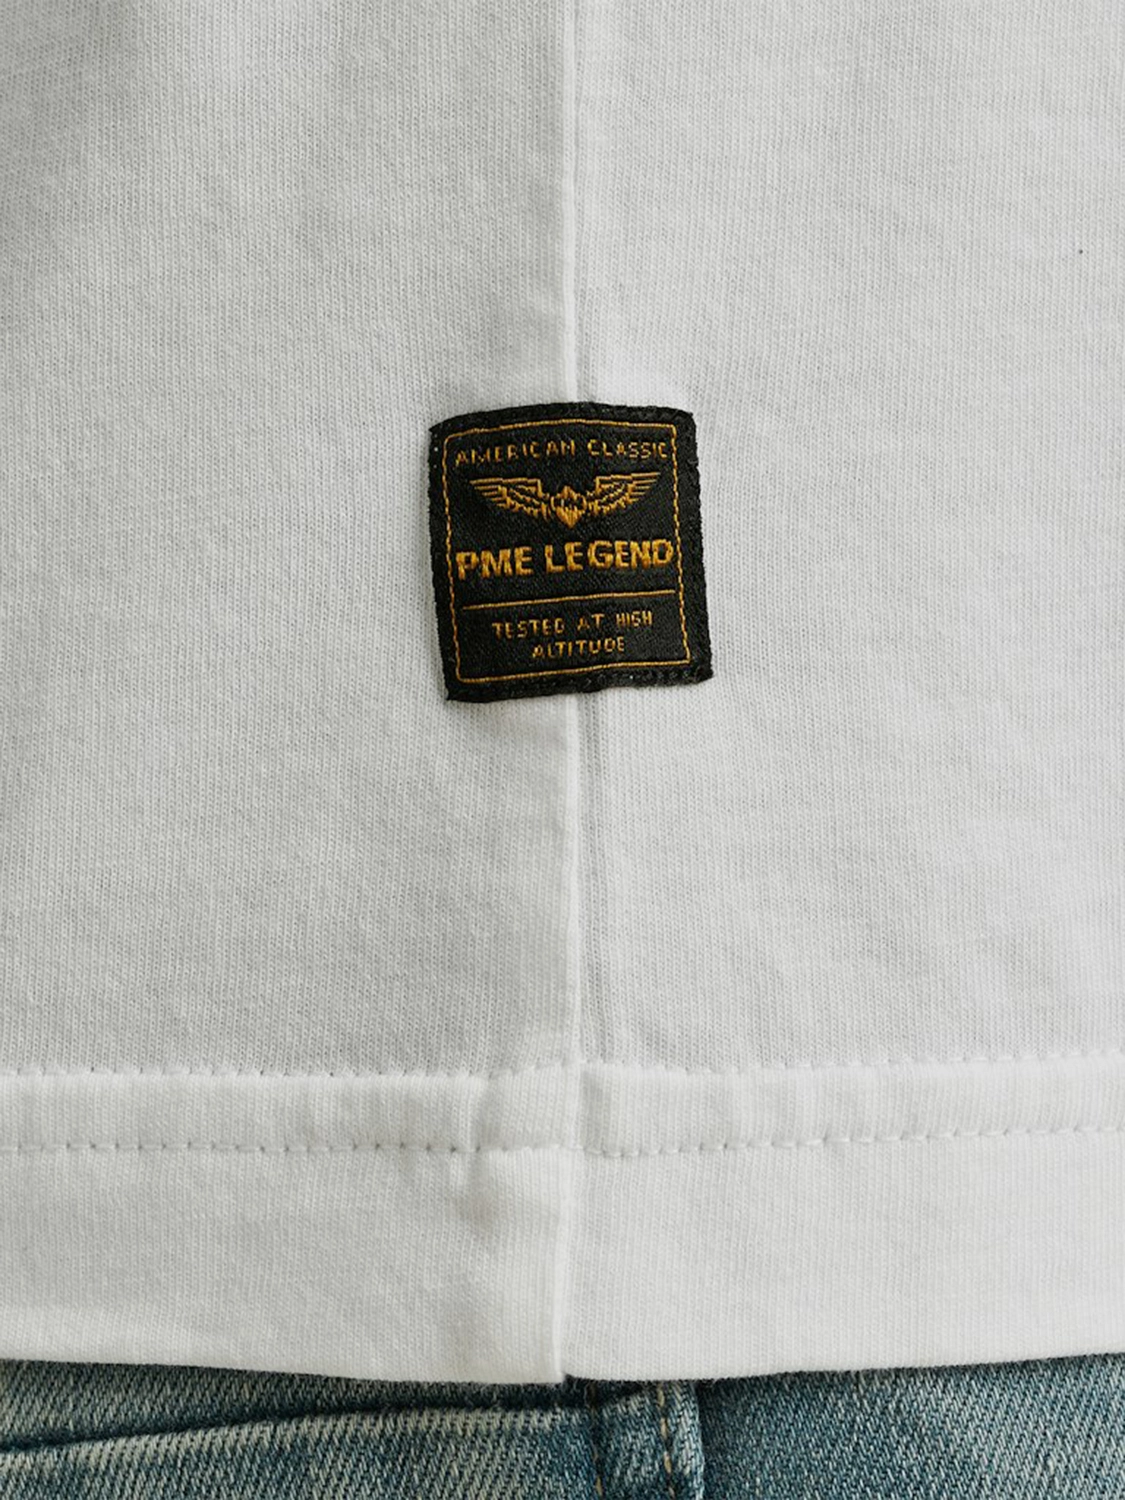 AMERICAN CLASSIC
PME LEGEND
TESTED AT HIGH
ALTITUDE